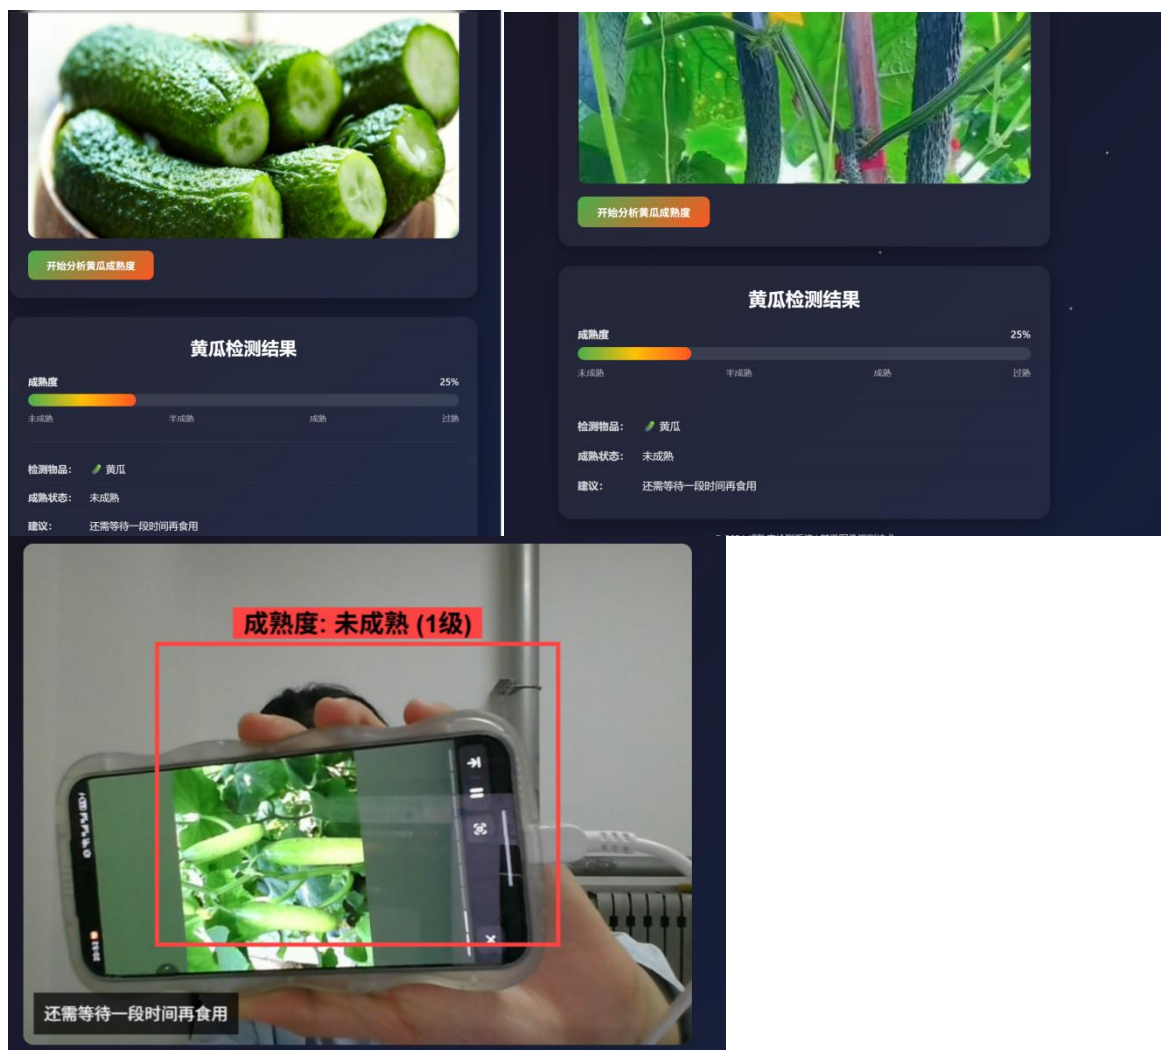 开始分析黄瓜成熟度
黄瓜检测结果
成熟度
25%
未成熟
半成熟
成熟
过熟
检测物品:
黄瓜
成熟状态:
未成熟
建议:
还需等待一段时间再食用
开始分析黄瓜成熟度
黄瓜检测结果
成熟度
25%
未成熟
半成熟
成熟
过熟
检测物品:
黄瓜
成熟状态:
未成熟
建议:
还需等待一段时间再食用
成熟度: 未成熟 (1级)
还需等待一段时间再食用